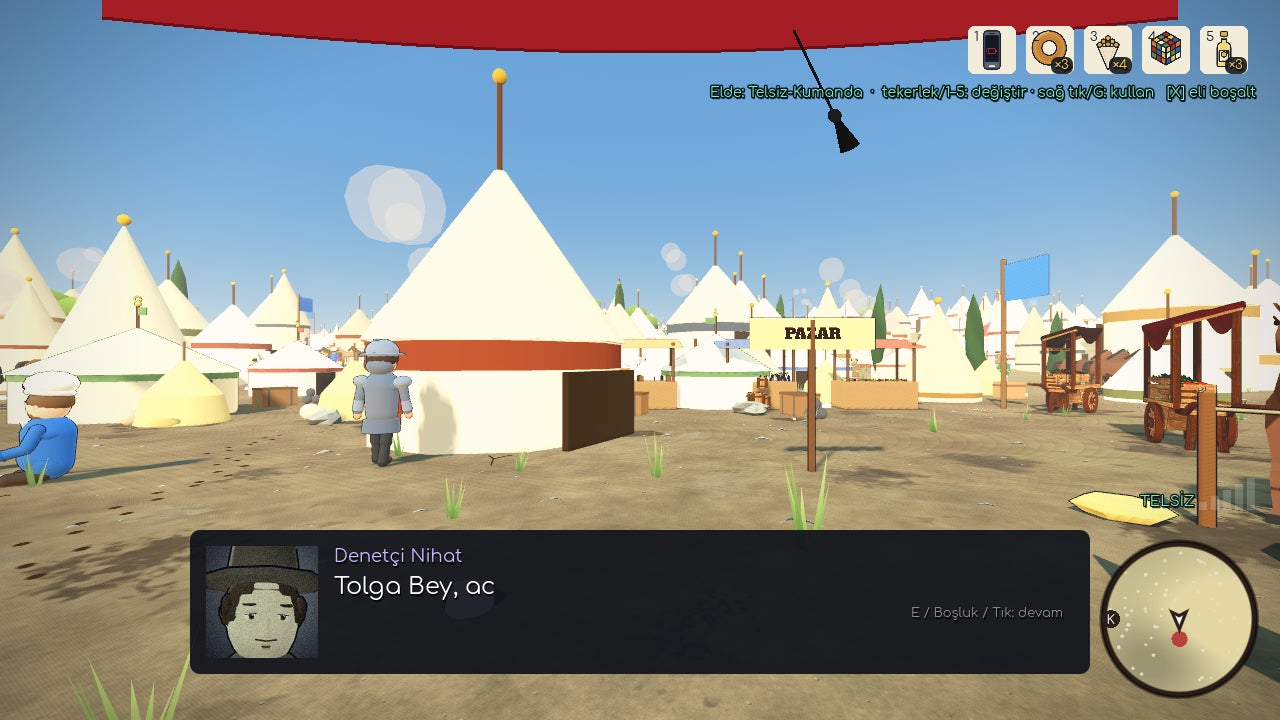 1 2 3 4 5
×3 ×4 ×3
Elde: Telsiz-Kumanda · tekerlek/1-5: değiştir · sağ tık/G: kullan [X] eli boşalt
PAZAR
TELSİZ
Denetçi Nihat
Tolga Bey, ac
E / Boşluk / Tık: devam
K